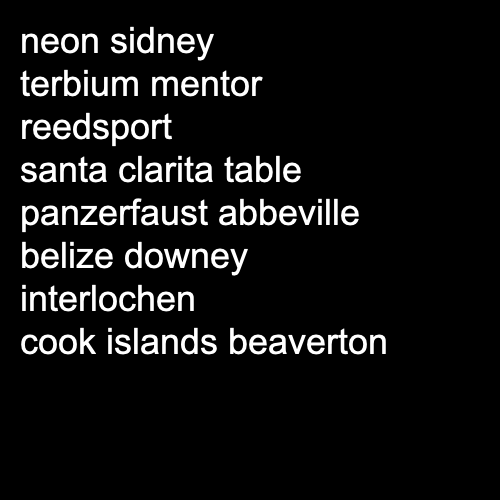 neon sidney
terbium mentor
reedsport
santa clarita table
panzerfaust abbeville
belize downey
interlochen
cook islands beaverton